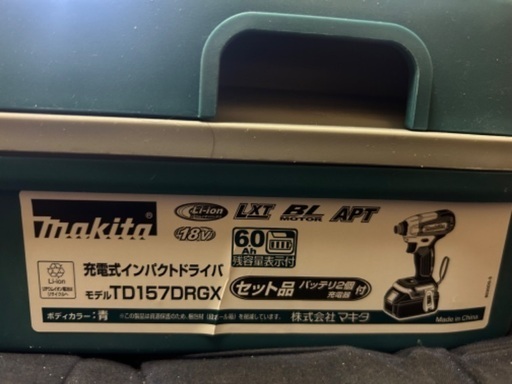 makita®
Li-ion LXT BL MOTOR APT
18V 6.0 Ah 残容量表示付
Li-ion
充電式インパクトドライバ
モデル TD157DRGX
セット品 バッテリ2個 充電器 付
ボディカラー：青
株式会社 マキタ
Made in China